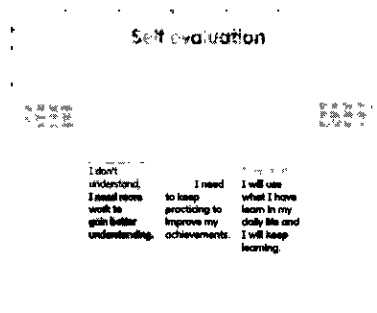 Self evaluation
I don't
understand,
I need more
work to
gain better
understanding.
I need
to keep
practicing to
improve my
achievements.
I will use
what I have
learn in my
daily life and
I will keep
learning.